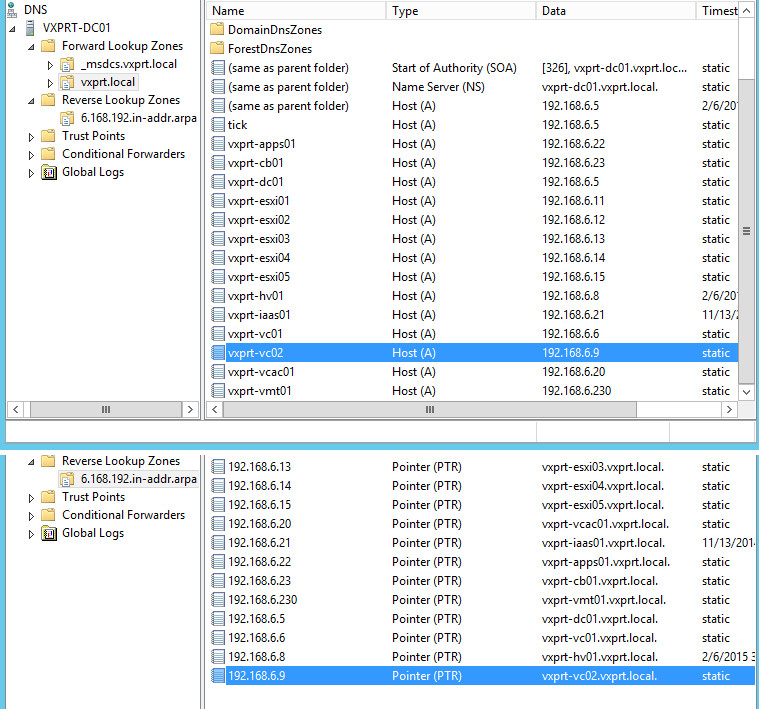 DNS
VXPRT-DC01
Forward Lookup Zones
_msdcs.vxprt.local
vxprt.local
Reverse Lookup Zones
6.168.192.in-addr.arpa
Trust Points
Conditional Forwarders
Global Logs
Name Type Data Timest
DomainDnsZones
ForestDnsZones
(same as parent folder) Start of Authority (SOA) [326], vxprt-dc01.vxprt.loc... static
(same as parent folder) Name Server (NS) vxprt-dc01.vxprt.local. static
(same as parent folder) Host (A) 192.168.6.5 2/6/201
tick Host (A) 192.168.6.5 static
vxprt-apps01 Host (A) 192.168.6.22 static
vxprt-cb01 Host (A) 192.168.6.23 static
vxprt-dc01 Host (A) 192.168.6.5 static
vxprt-esxi01 Host (A) 192.168.6.11 static
vxprt-esxi02 Host (A) 192.168.6.12 static
vxprt-esxi03 Host (A) 192.168.6.13 static
vxprt-esxi04 Host (A) 192.168.6.14 static
vxprt-esxi05 Host (A) 192.168.6.15 static
vxprt-hv01 Host (A) 192.168.6.8 2/6/201
vxprt-iaas01 Host (A) 192.168.6.21 11/13/2
vxprt-vc01 Host (A) 192.168.6.6 static
vxprt-vc02 Host (A) 192.168.6.9 static
vxprt-vcac01 Host (A) 192.168.6.20 static
vxprt-vmt01 Host (A) 192.168.6.230 static
Reverse Lookup Zones
6.168.192.in-addr.arpa
Trust Points
Conditional Forwarders
Global Logs
192.168.6.13 Pointer (PTR) vxprt-esxi03.vxprt.local. static
192.168.6.14 Pointer (PTR) vxprt-esxi04.vxprt.local. static
192.168.6.15 Pointer (PTR) vxprt-esxi05.vxprt.local. static
192.168.6.20 Pointer (PTR) vxprt-vcac01.vxprt.local. static
192.168.6.21 Pointer (PTR) vxprt-iaas01.vxprt.local. 11/13/2014
192.168.6.22 Pointer (PTR) vxprt-apps01.vxprt.local. static
192.168.6.23 Pointer (PTR) vxprt-cb01.vxprt.local. static
192.168.6.230 Pointer (PTR) vxprt-vmt01.vxprt.local. static
192.168.6.5 Pointer (PTR) vxprt-dc01.vxprt.local. static
192.168.6.6 Pointer (PTR) vxprt-vc01.vxprt.local. static
192.168.6.8 Pointer (PTR) vxprt-hv01.vxprt.local. 2/6/2015 3
192.168.6.9 Pointer (PTR) vxprt-vc02.vxprt.local. static